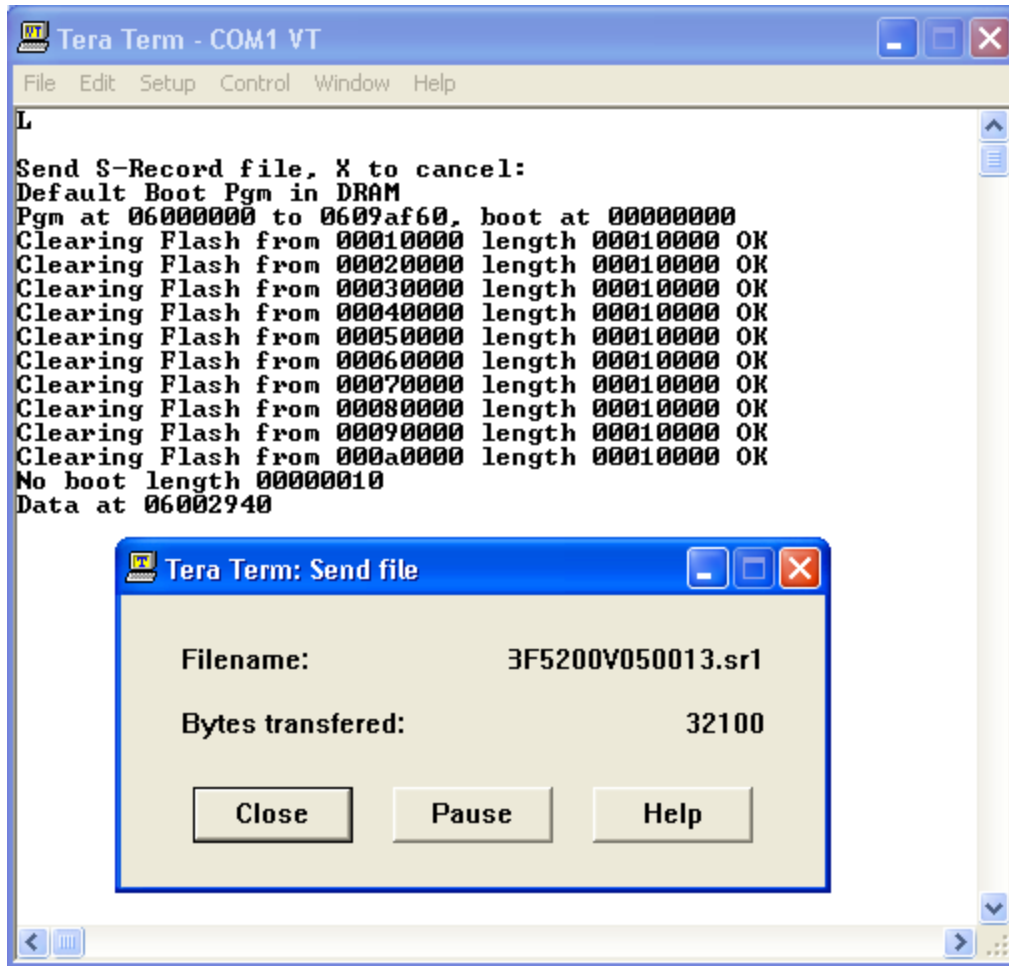 Tera Term - COM1 VT
File Edit Setup Control Window Help
L
Send S-Record file, X to cancel:
Default Boot Pgm in DRAM
Pgm at 06000000 to 0609af60, boot at 00000000
Clearing Flash from 00010000 length 00010000 OK
Clearing Flash from 00020000 length 00010000 OK
Clearing Flash from 00030000 length 00010000 OK
Clearing Flash from 00040000 length 00010000 OK
Clearing Flash from 00050000 length 00010000 OK
Clearing Flash from 00060000 length 00010000 OK
Clearing Flash from 00070000 length 00010000 OK
Clearing Flash from 00080000 length 00010000 OK
Clearing Flash from 00090000 length 00010000 OK
Clearing Flash from 000a0000 length 00010000 OK
No boot length 00000010
Data at 06002940
Tera Term: Send file
Filename: 3F5200V050013.sr1
Bytes transfered: 32100
Close Pause Help